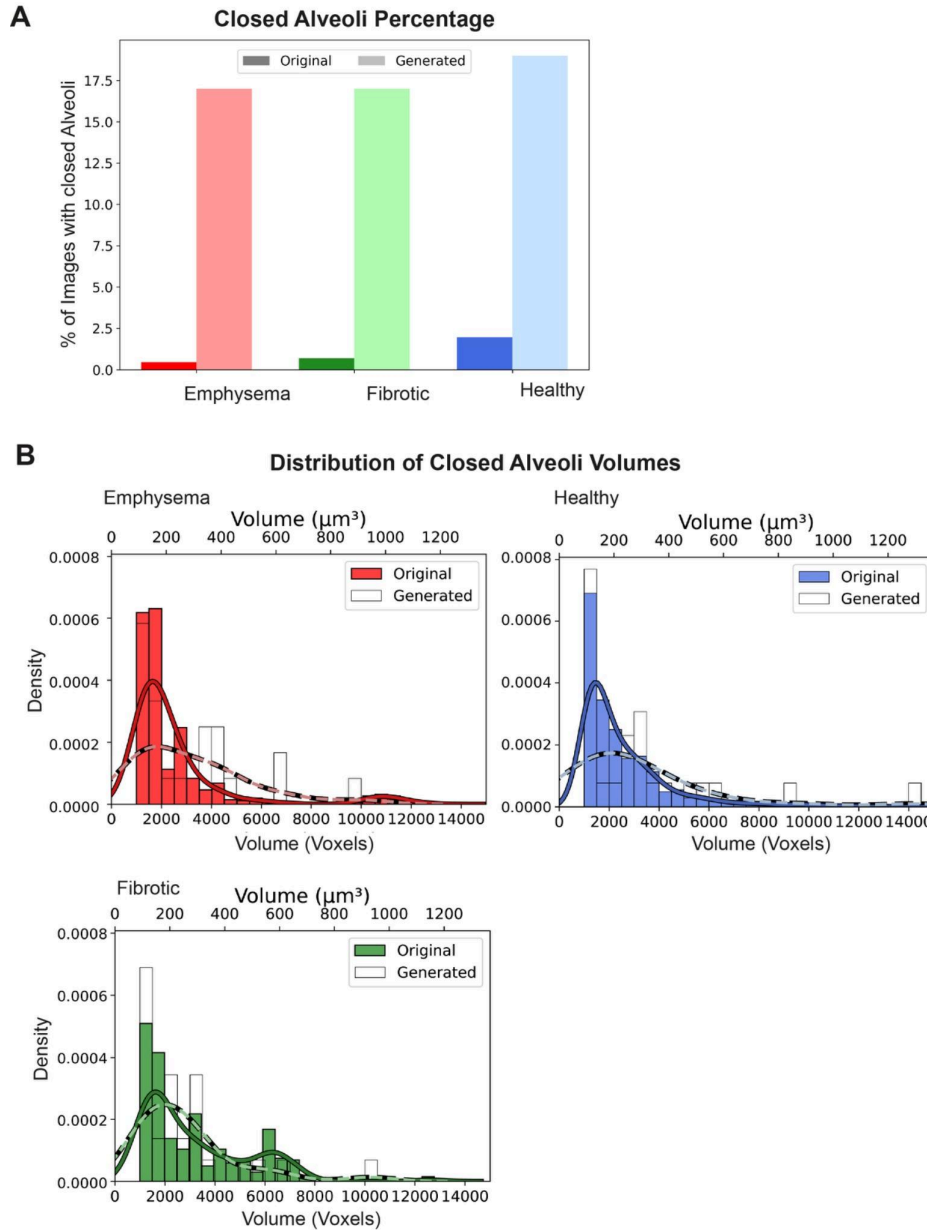 A
Closed Alveoli Percentage
% of Images with closed Alveoli
Original Generated
17.5
15.0
12.5
10.0
7.5
5.0
2.5
0.0
Emphysema Fibrotic Healthy
B
Distribution of Closed Alveoli Volumes
Emphysema
Volume (μm³)
0 200 400 600 800 1000 1200
Density
0.0008
0.0006
0.0004
0.0002
0.0000
Original
Generated
0 2000 4000 6000 8000 10000 12000 14000
Volume (Voxels)
Healthy
Volume (μm³)
0 200 400 600 800 1000 1200
0.0008
0.0006
0.0004
0.0002
0.0000
Original
Generated
0 2000 4000 6000 8000 10000 12000 14000
Volume (Voxels)
Fibrotic
Volume (μm³)
0 200 400 600 800 1000 1200
Density
0.0008
0.0006
0.0004
0.0002
0.0000
Original
Generated
0 2000 4000 6000 8000 10000 12000 14000
Volume (Voxels)